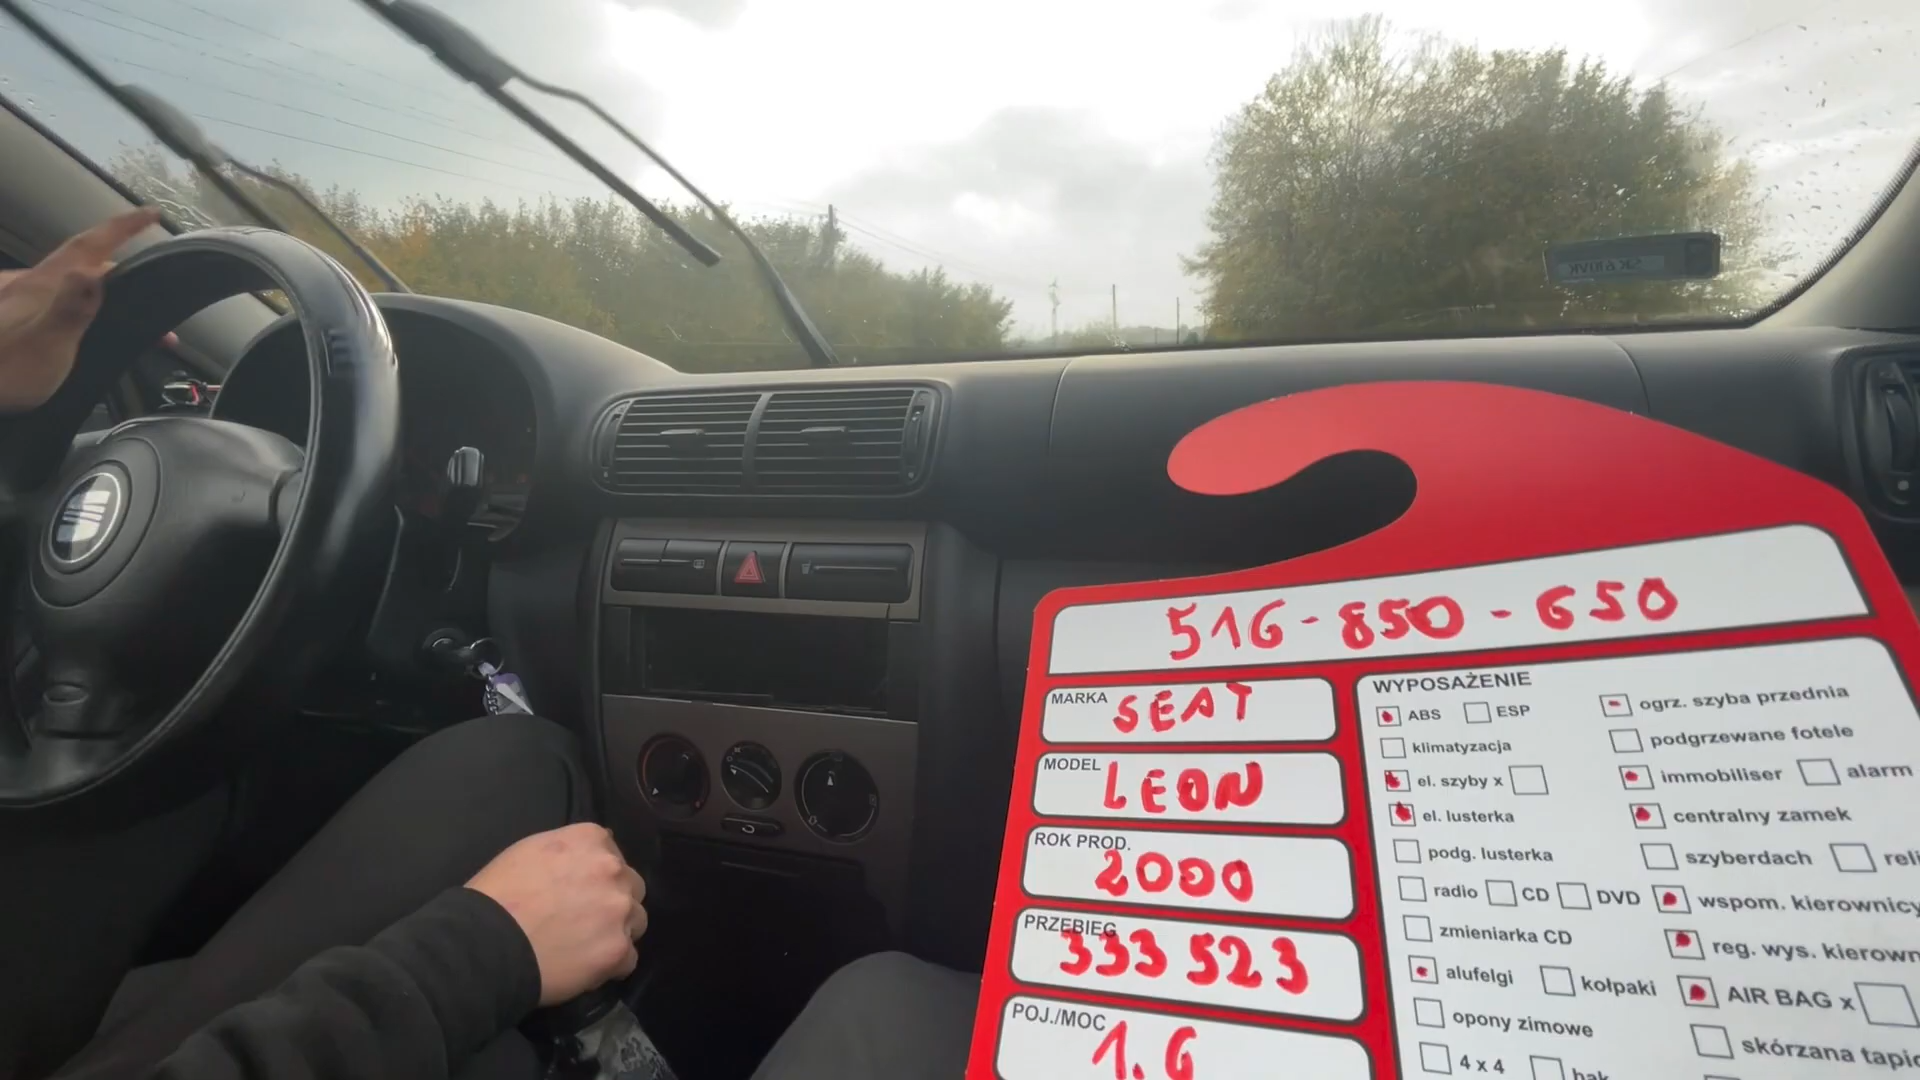 516-850-650
MARKA SEAT
MODEL LEON
ROK PROD. 2000
PRZEBIEG 333 523
POJ./MOC 1.6
WYPOSAŻENIE
ABS ESP
klimatyzacja
el. szyby x
el. lusterka
podg. lusterka
radio CD DVD
zmieniarka CD
alufelgi kołpaki
opony zimowe
4 x 4 hak
ogrz. szyba przednia
podgrzewane fotele
immobiliser alarm
centralny zamek
szyberdach reli
wspom. kierownicy
reg. wys. kierown
AIR BAG x
skórzana tapic